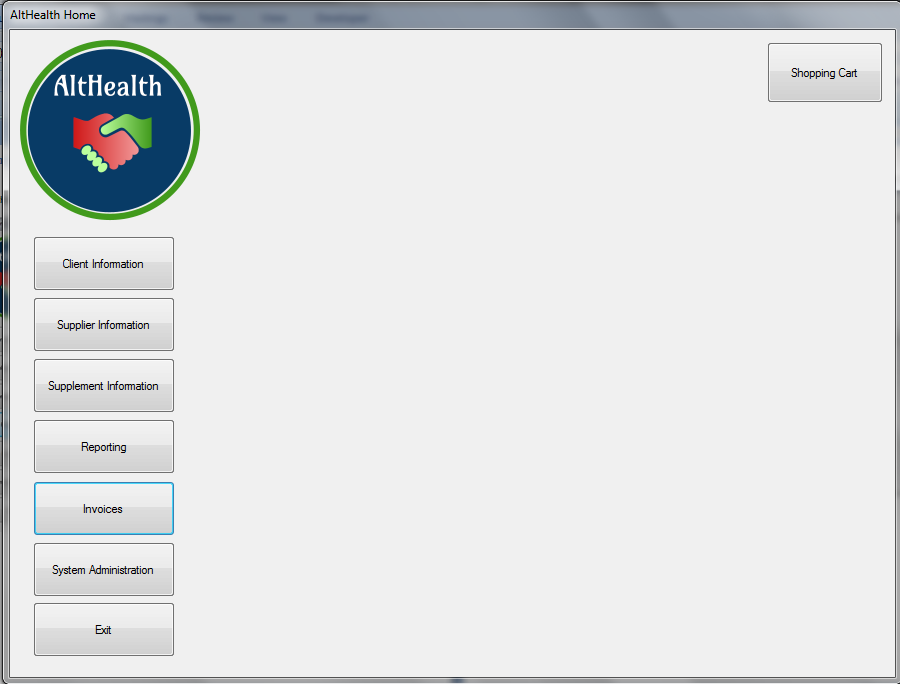 AltHealth Home
AltHealth
Shopping Cart
Client Information
Supplier Information
Supplement Information
Reporting
Invoices
System Administration
Exit